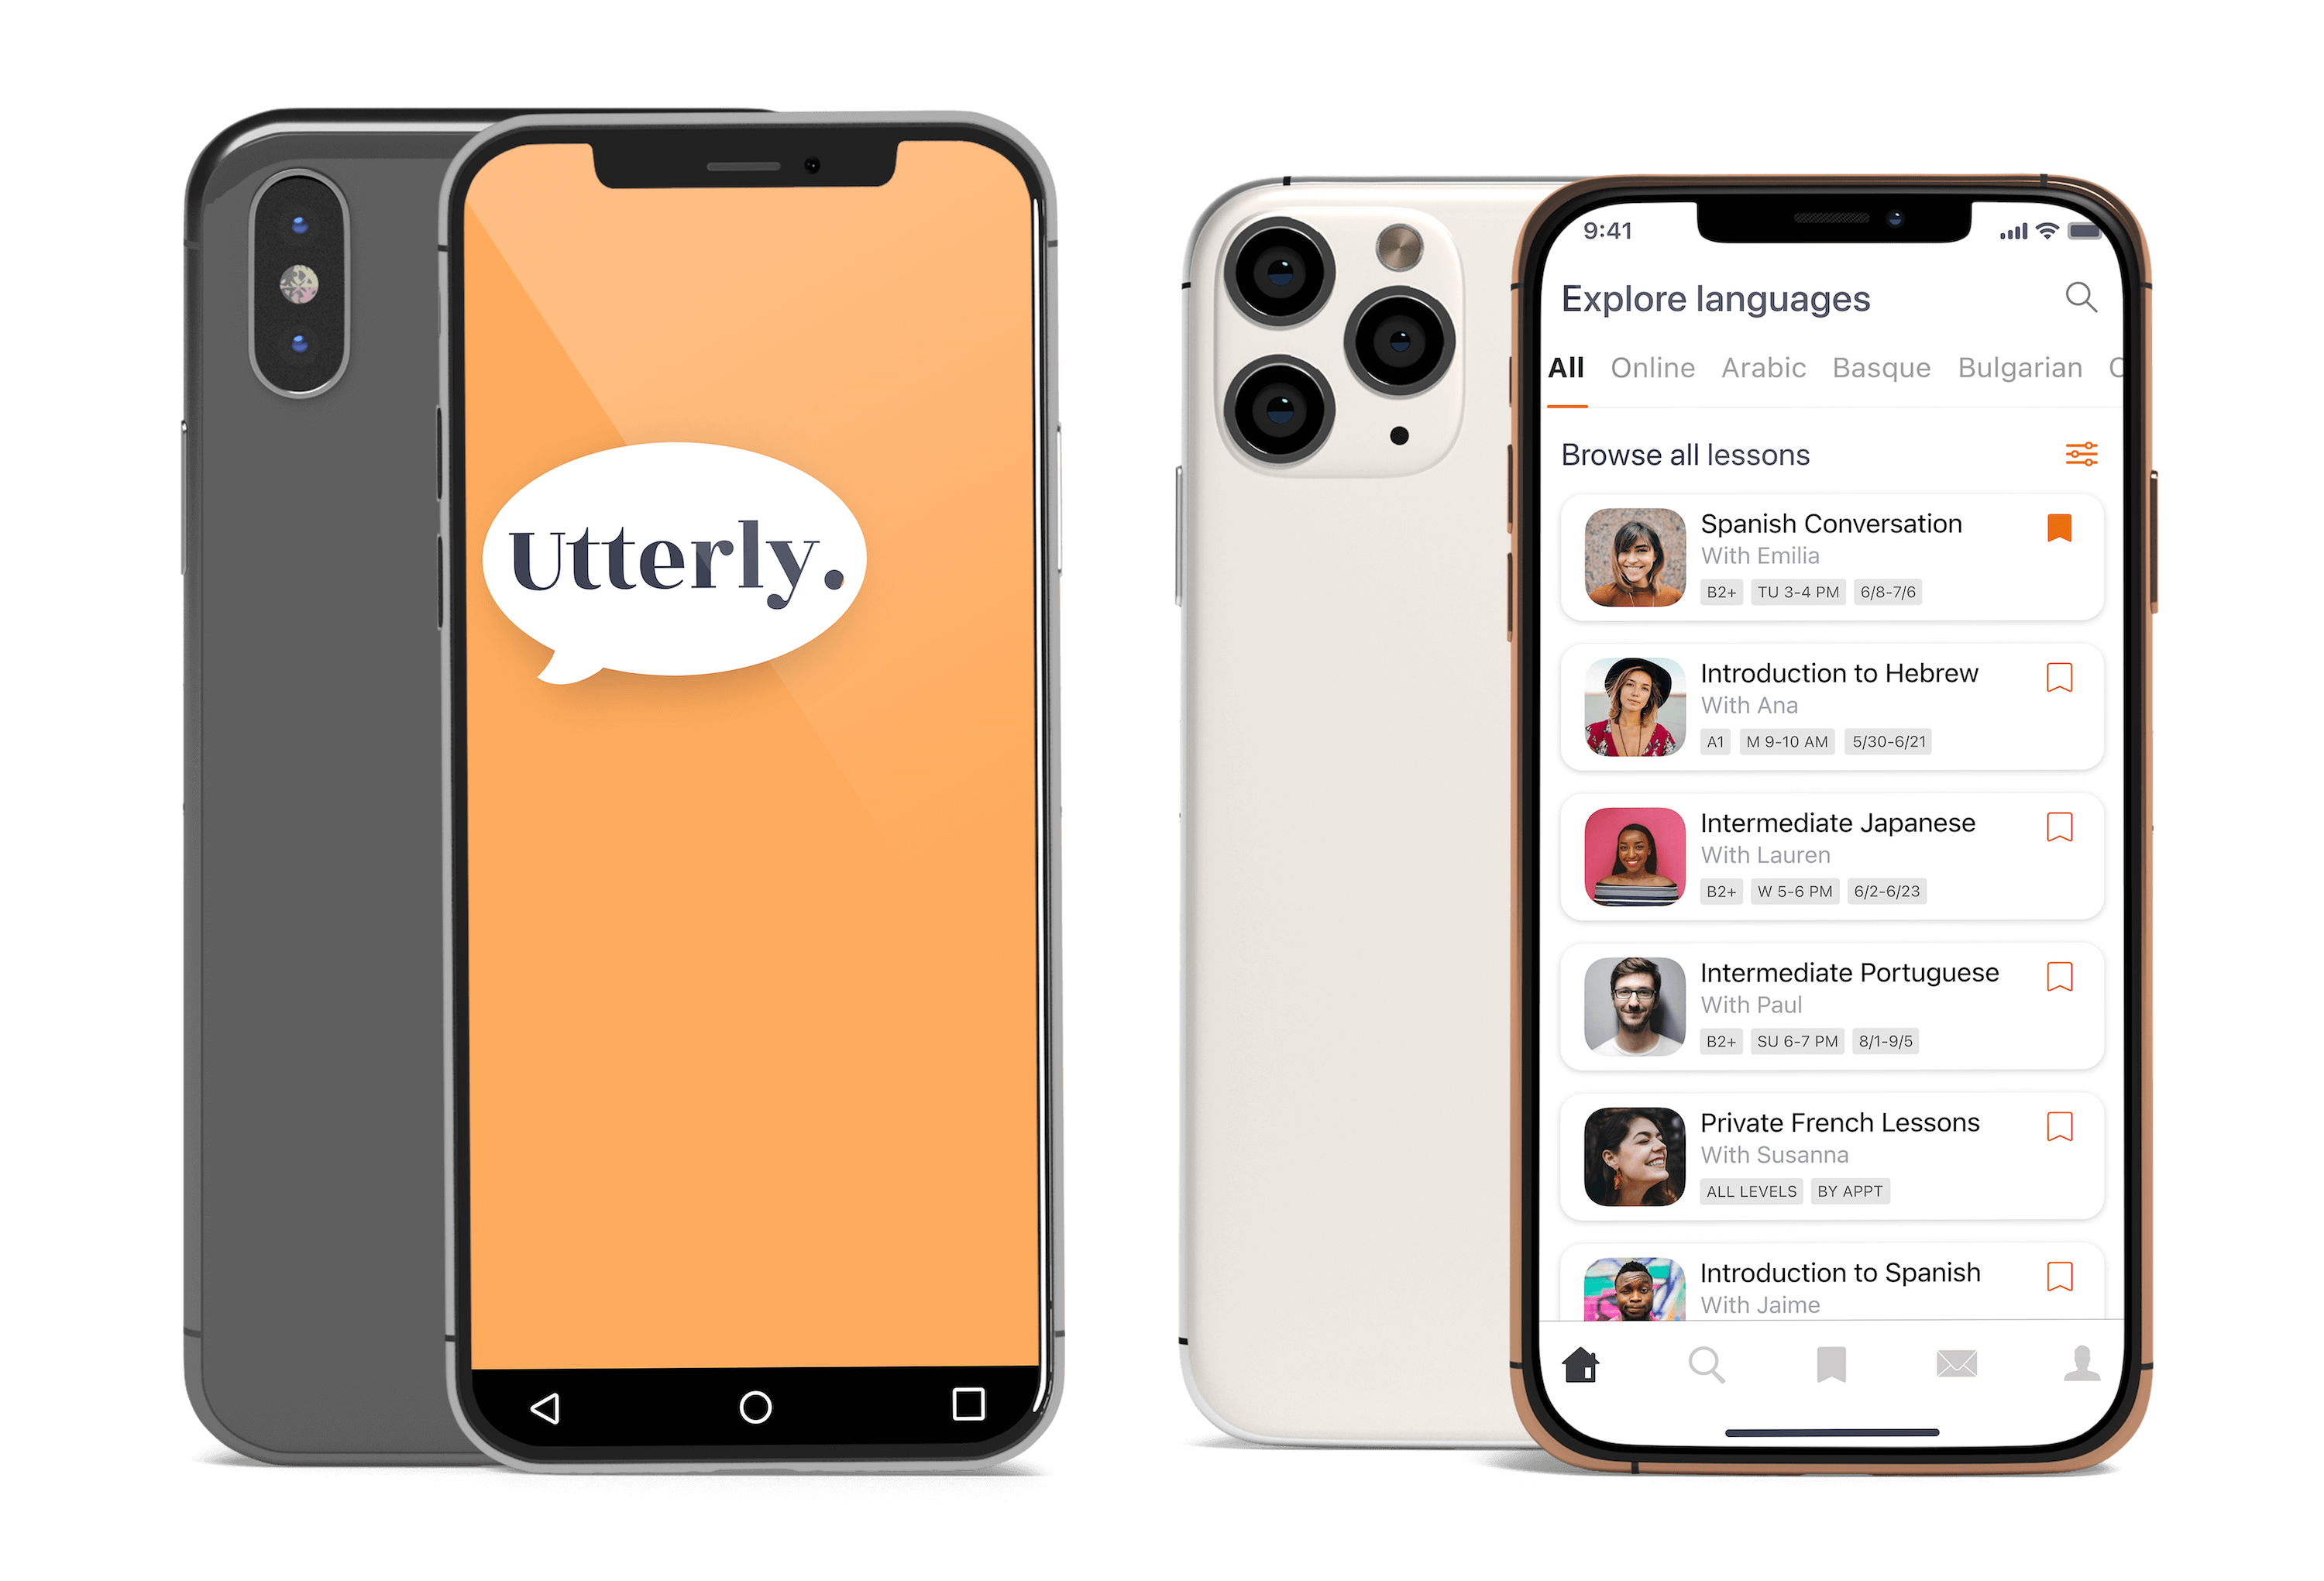 Utterly.
9:41
Explore languages
All Online Arabic Basque Bulgarian C
Browse all lessons
Spanish Conversation
With Emilia
B2+ TU 3-4 PM 6/8-7/6
Introduction to Hebrew
With Ana
A1 M 9-10 AM 5/30-6/21
Intermediate Japanese
With Lauren
B2+ W 5-6 PM 6/2-6/23
Intermediate Portuguese
With Paul
B2+ SU 6-7 PM 8/1-9/5
Private French Lessons
With Susanna
ALL LEVELS BY APPT
Introduction to Spanish
With Jaime